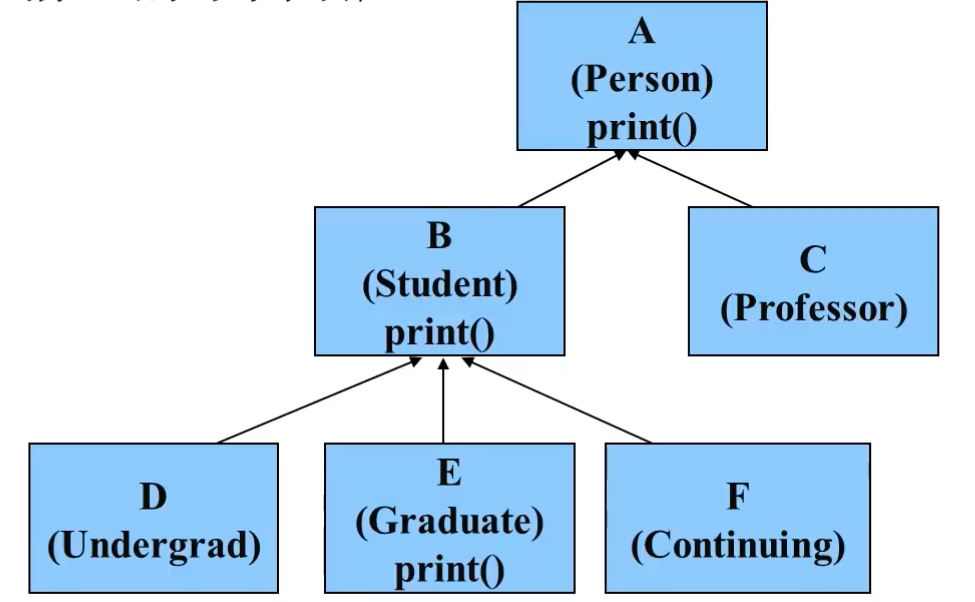 A
(Person)
print()
B
(Student)
print()
C
(Professor)
D
(Undergrad)
E
(Graduate)
print()
F
(Continuing)